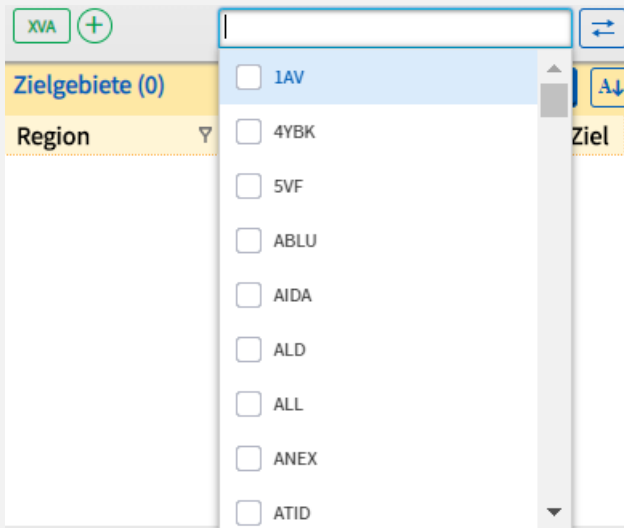 XVA
1AV
Zielgebiete (0)
A
4YBK
Region
Ziel
5VF
ABLU
AIDA
ALD
ALL
ANEX
ATID